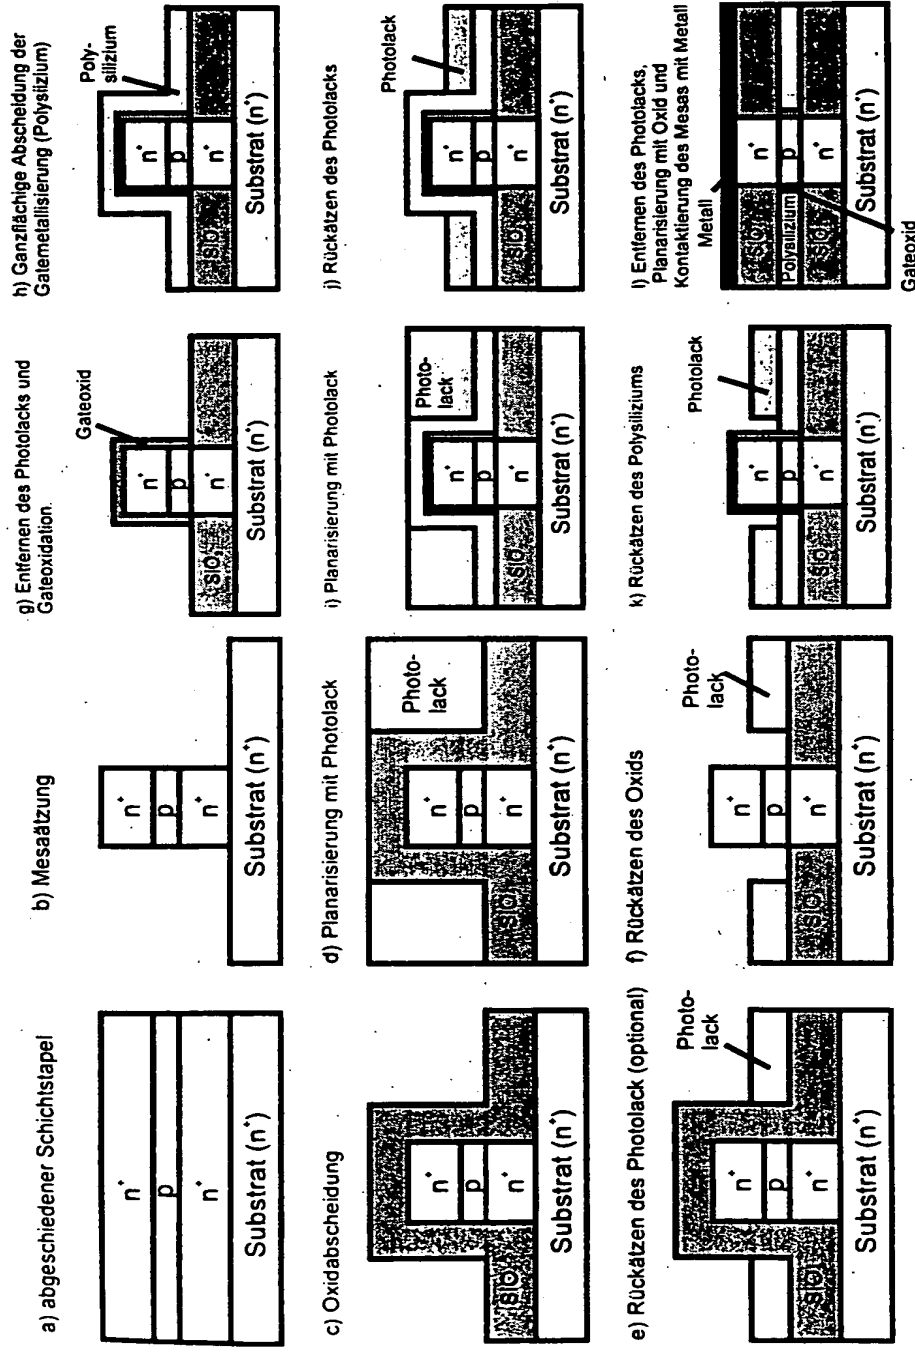 a) abgeschiedener Schichtstapel
n+
p
n+
Substrat (n+)
b) Mesaätzung
n+
p
n+
Substrat (n+)
c) Oxidabscheidung
n+
p
n+
SiO
Substrat (n+)
d) Planarisierung mit Photolack
Photo-
lack
n+
p
n+
SiO
Substrat (n+)
e) Rückätzen des Photolack (optional)
Photo-
lack
n+
p
n+
SiO
Substrat (n+)
f) Rückätzen des Oxids
Photo-
lack
n+
p
n+
SiO
Substrat (n+)
g) Entfernen des Photolacks und
Gateoxidation.
Gateoxid
n+
p
n+
SiO2
Substrat (n+)
h) Ganzflächige Abscheidung der
Gatemetallisierung (Polysilizium)
Poly-
silizium
n+
p
n+
SiO
Substrat (n+)
i) Planarisierung mit Photolack
Photo-
lack
n+
p
n+
SiO
Substrat (n+)
j) Rückätzen des Photolacks
Photolack
n+
p
n+
SiO
Substrat (n+)
k) Rückätzen des Polysiliziums
Photolack
n+
p
n+
SiO
Substrat (n+)
l) Entfernen des Photolacks,
Planarisierung mit Oxid und
Kontaktierung des Mesas mit Metall
Metall
n+
SiO
Polysilizium
p
n+
SiO
Substrat (n+)
Gateoxid